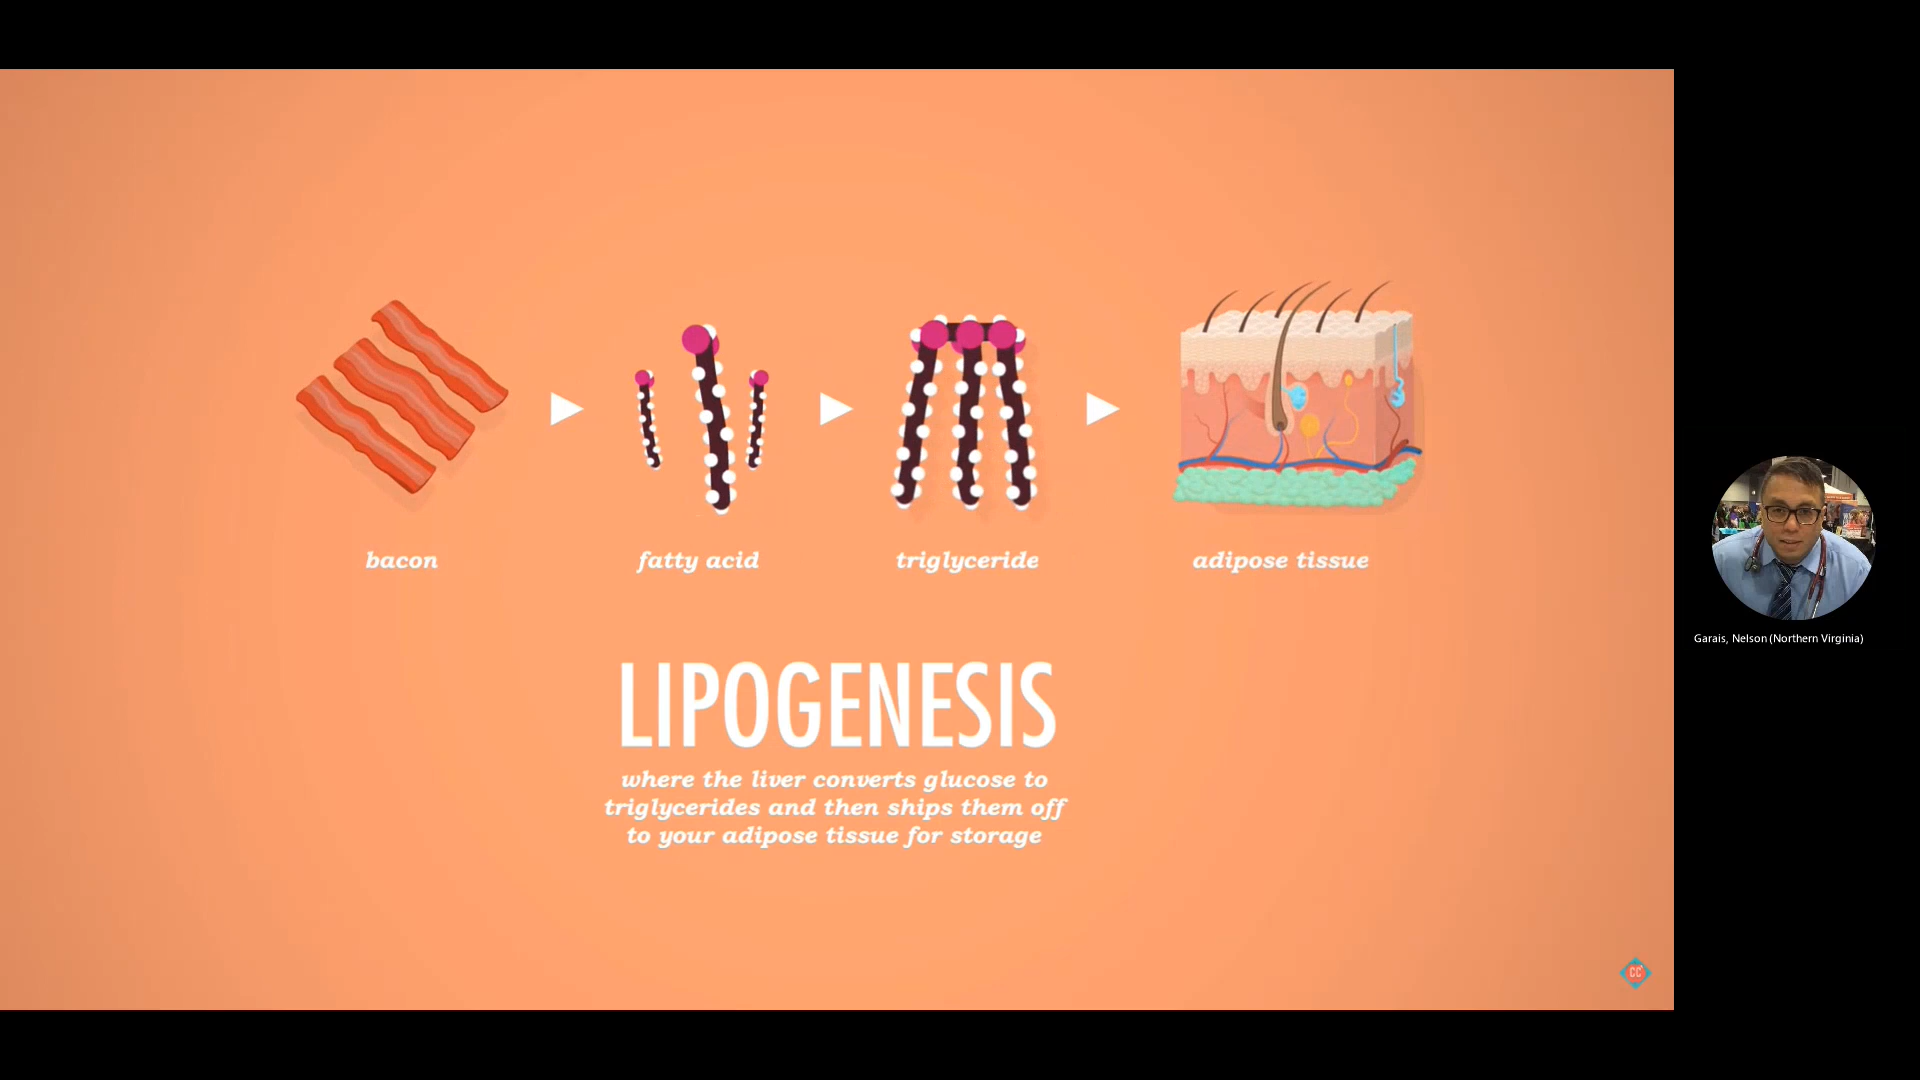 bacon
fatty acid
triglyceride
adipose tissue
LIPOGENESIS
where the liver converts glucose to
triglycerides and then ships them off
to your adipose tissue for storage
CC
Garais, Nelson (Northern Virginia)